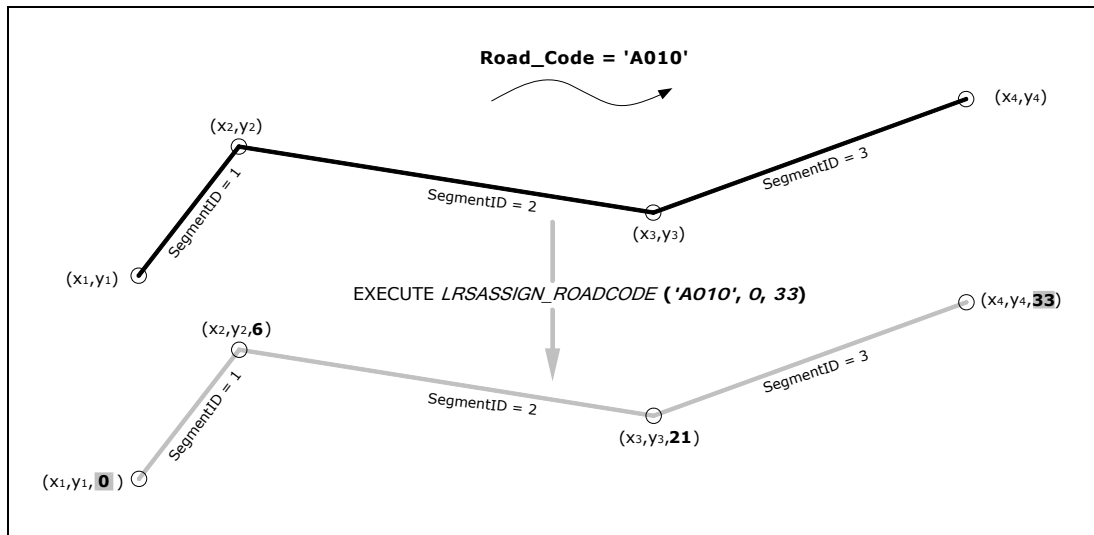 Road_Code = 'A010'
(x4,y4)
(x2,y2)
SegmentID = 1
SegmentID = 2
SegmentID = 3
(x3,y3)
(x1,y1)
EXECUTE LRSASSIGN_ROADCODE ('A010', 0, 33)
(x4,y4,33)
(x2,y2,6)
SegmentID = 1
SegmentID = 2
SegmentID = 3
(x3,y3,21)
(x1,y1, 0 )